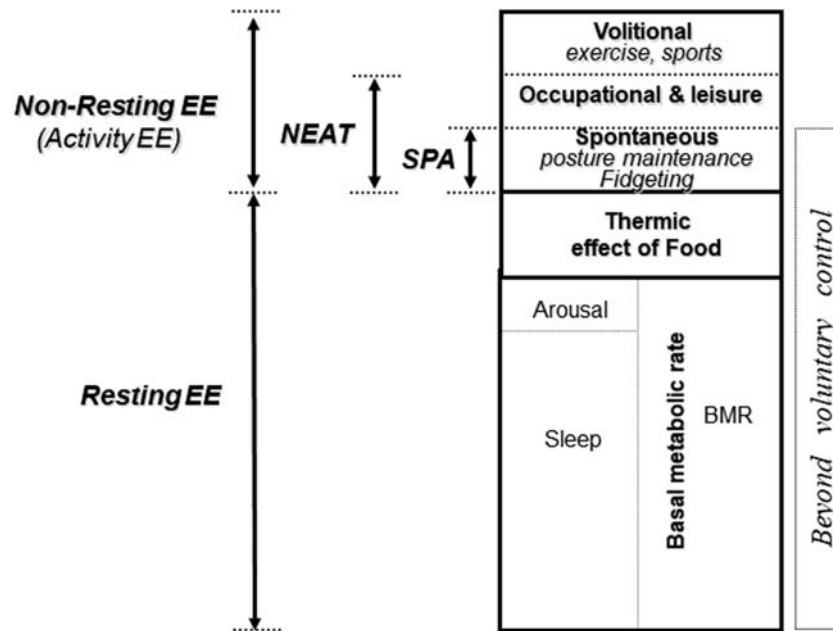 Non-Resting EE
(Activity EE)
NEAT
SPA
Resting EE
Volitional
exercise, sports
Occupational & leisure
Spontaneous
posture maintenance
Fidgeting
Thermic
effect of Food
Arousal
Sleep
Basal metabolic rate
BMR
Beyond voluntary control